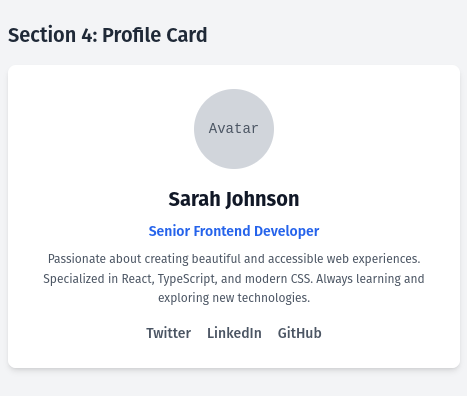 Section 4: Profile Card
Avatar
Sarah Johnson
Senior Frontend Developer
Passionate about creating beautiful and accessible web experiences.
Specialized in React, TypeScript, and modern CSS. Always learning and
exploring new technologies.
Twitter LinkedIn GitHub